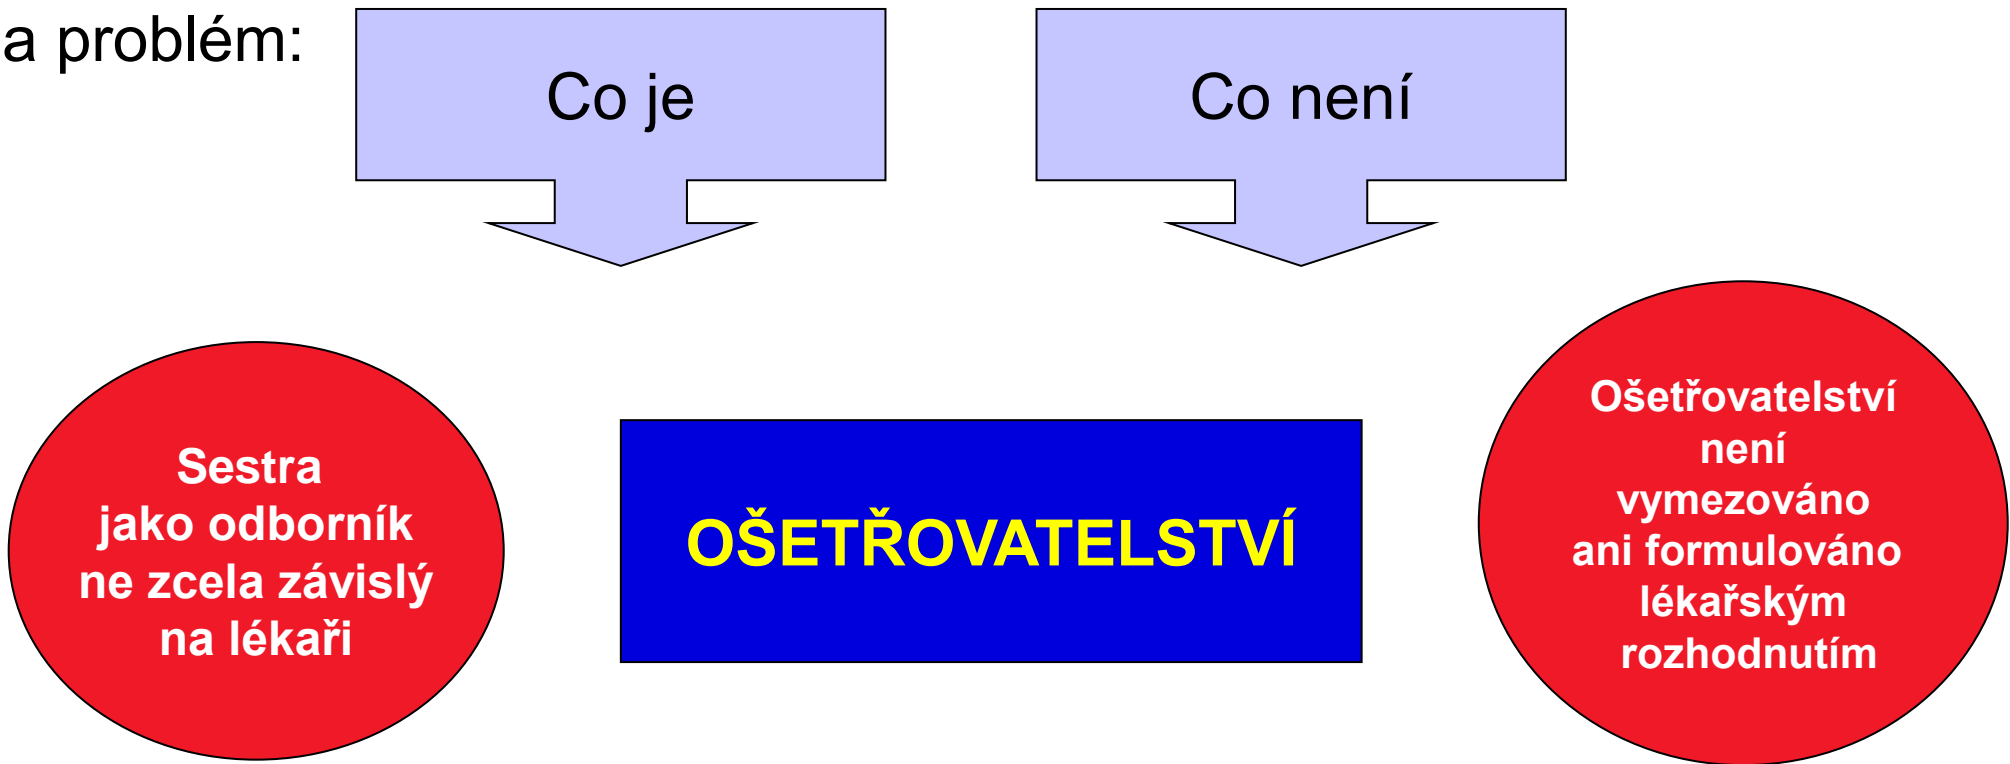 a problém:
Co je
Co není
Sestra
jako odborník
ne zcela závislý
na lékaři
OŠETŘOVATELSTVÍ
Ošetřovatelství
není
vymezováno
ani formulováno
lékařským
rozhodnutím